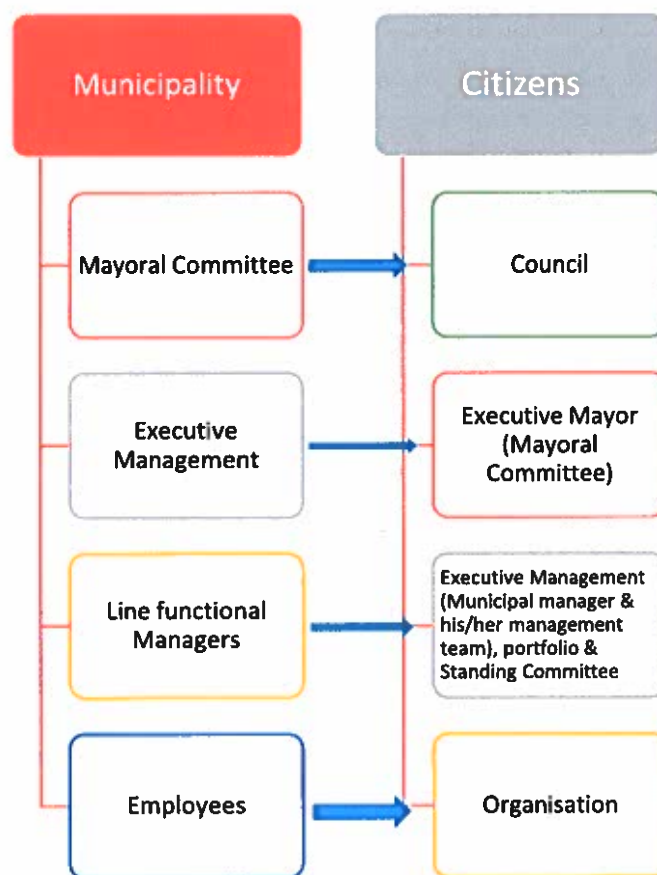 Municipality
Citizens
Mayoral Committee
Council
Executive
Management
Executive Mayor
(Mayoral
Committee)
Line functional
Managers
Executive Management
(Municipal manager &
his/her management
team), portfolio &
Standing Committee
Employees
Organisation